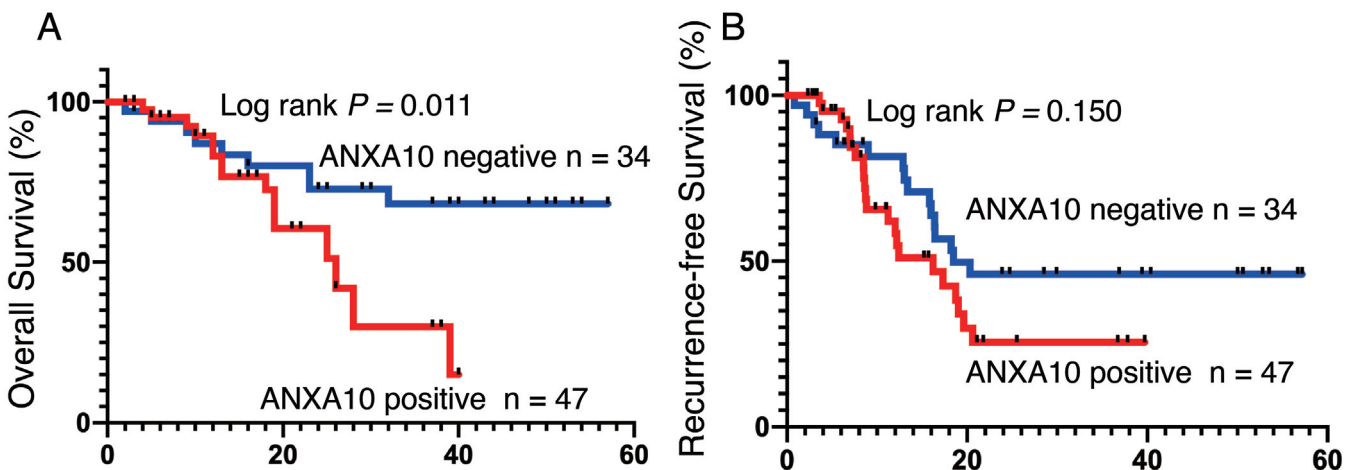 A
Overall Survival (%)
100
50
0
0 20 40 60
Log rank P = 0.011
ANXA10 negative n = 34
ANXA10 positive n = 47
B
Recurrence-free Survival (%)
100
50
0
0 20 40 60
Log rank P = 0.150
ANXA10 negative n = 34
ANXA10 positive n = 47